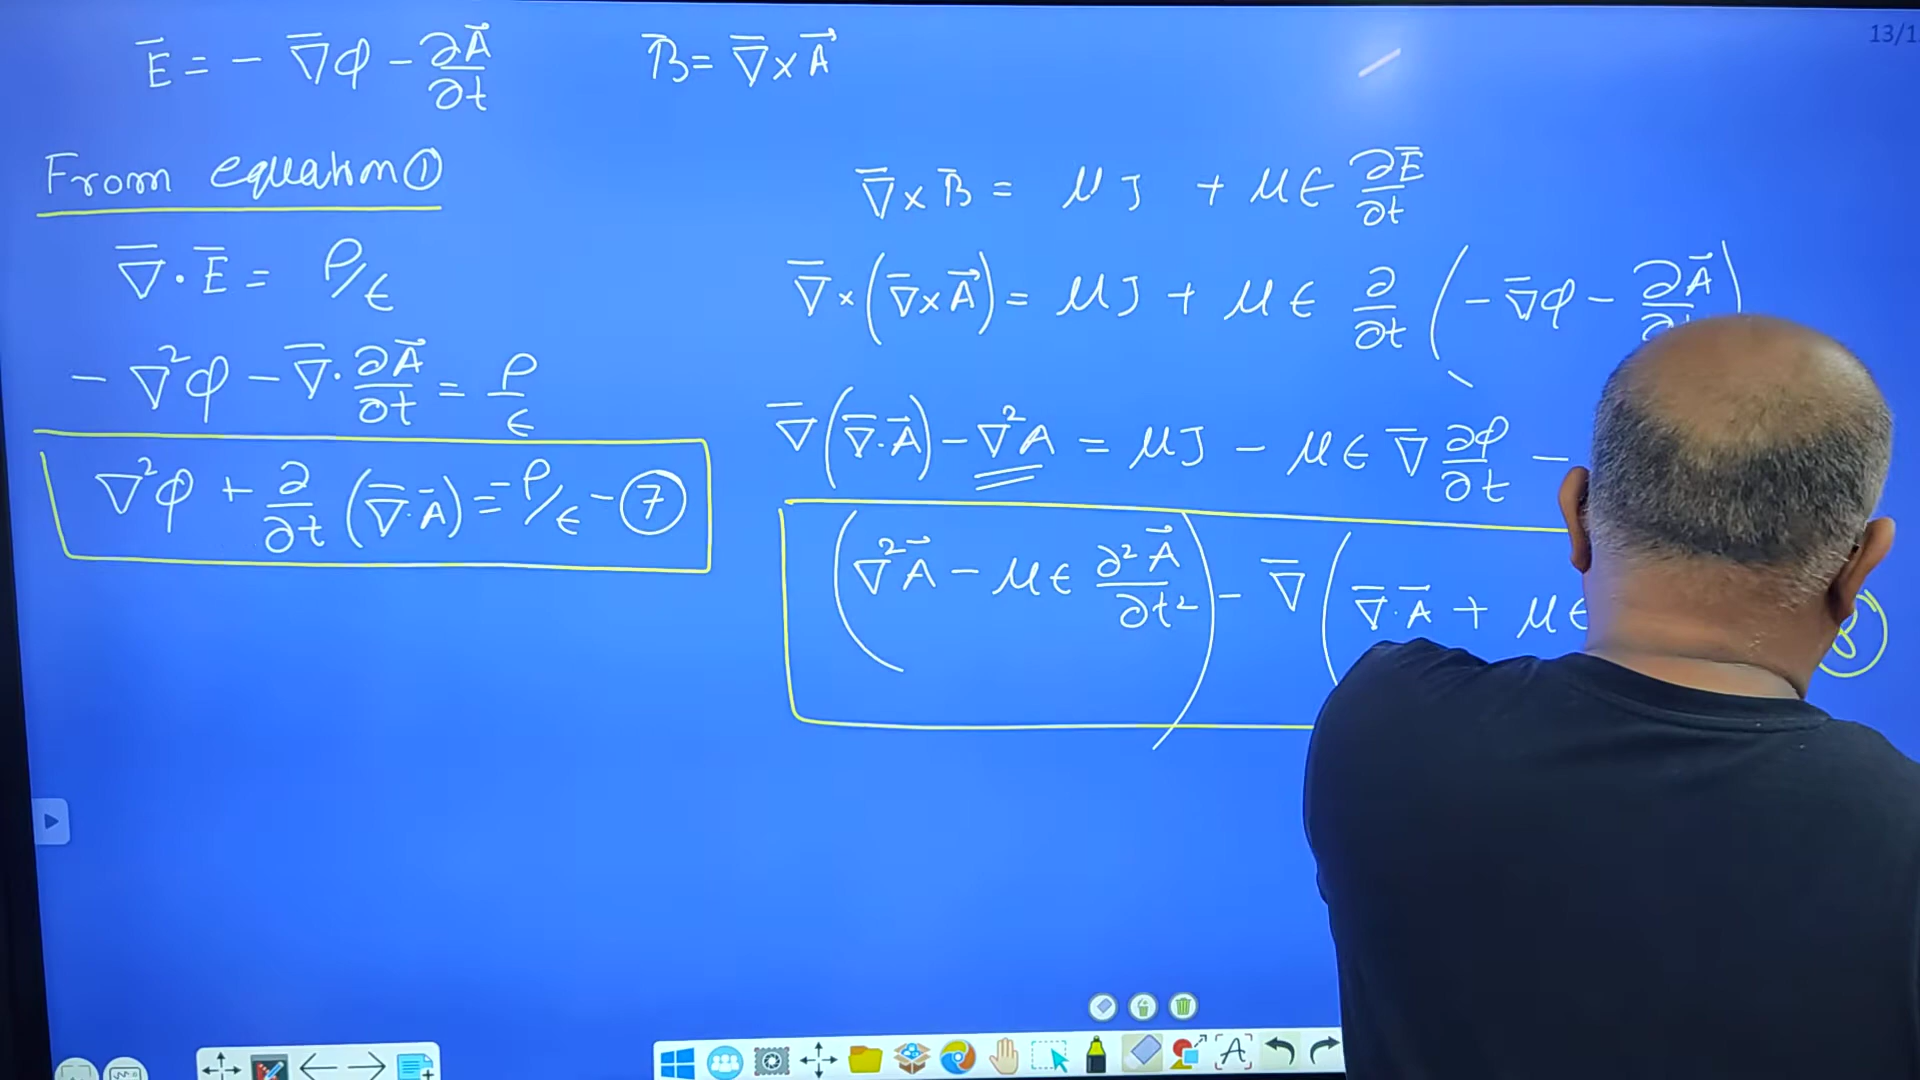 13/1
E̅ = - ∇̅φ - ∂A⃗/∂t    B̅ = ∇̅ × A⃗
From equation ①
∇̅ · E̅ = ρ/ϵ
- ∇²φ - ∇̅ · ∂A⃗/∂t = ρ/ϵ
∇²φ + ∂/∂t (∇̅·A̅) = -ρ/ϵ - ⑦
∇̅ × B̅ = μJ + μϵ ∂E̅/∂t
∇̅ × (∇̅ × A⃗) = μJ + μϵ ∂/∂t (-∇̅φ - ∂A⃗/∂t)
∇̅(∇̅·A̅) - ∇²A = μJ - μϵ ∇̅ ∂φ/∂t -
(∇²A⃗ - μϵ ∂²A⃗/∂t²) - ∇̅(∇̅·A⃗ + μϵ ⑧